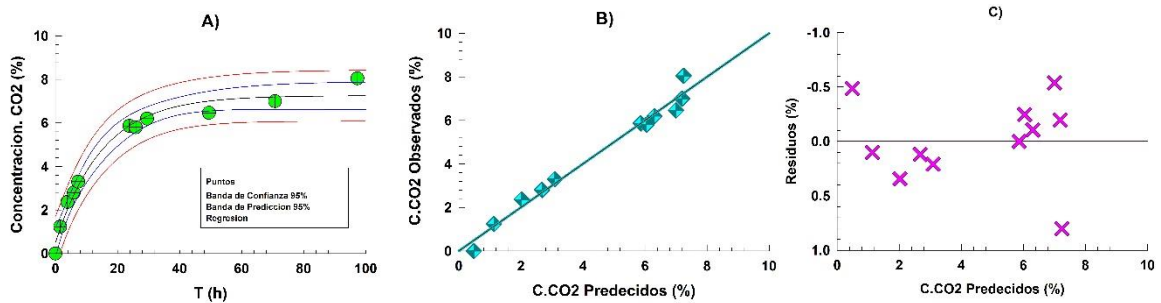 A)
Concentracion. CO2 (%)
10
8
6
4
2
0
Puntos
Banda de Confianza 95%
Banda de Prediccion 95%
Regresion
0 20 40 60 80 100
T (h)
B)
C.CO2 Observados (%)
10
8
6
4
2
0
0 2 4 6 8 10
C.CO2 Predecidos (%)
C)
Residuos (%)
-1.0
-0.5
0.0
0.5
1.0
0 2 4 6 8 10
C.CO2 Predecidos (%)